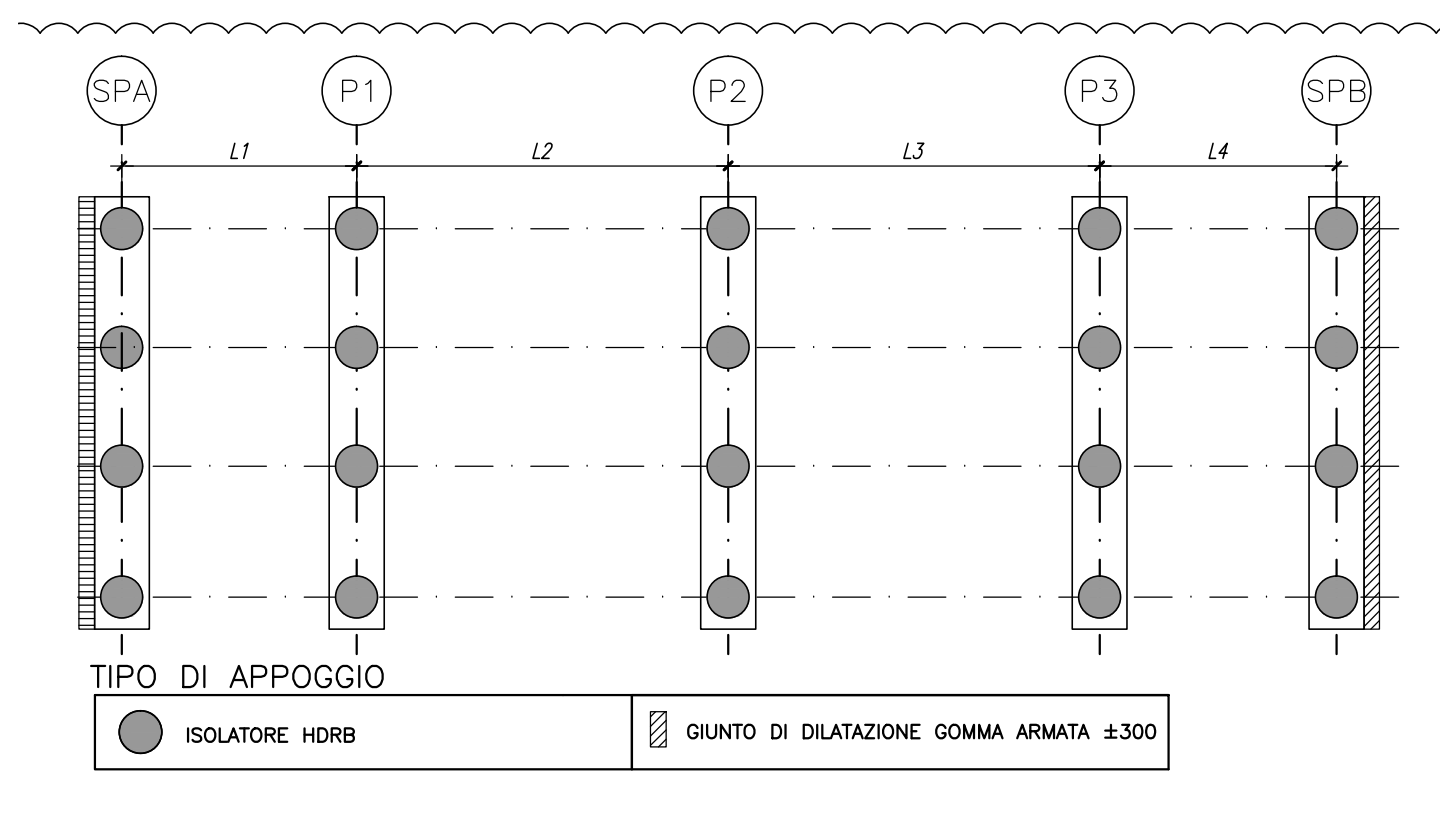 SPA P1 P2 P3 SPB
L1 L2 L3 L4
TIPO DI APPOGGIO
ISOLATORE HDRB
GIUNTO DI DILATAZIONE GOMMA ARMATA ±300